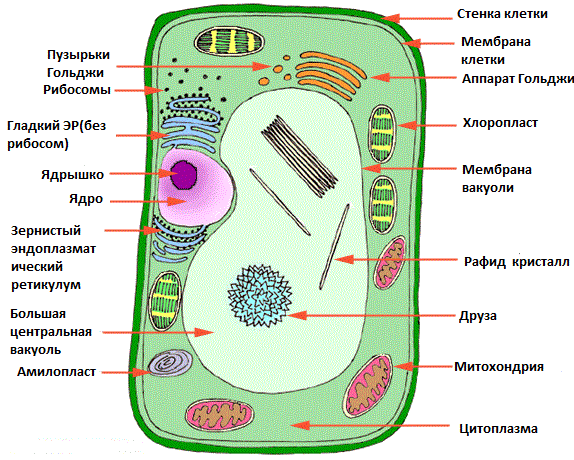 Стенка клетки
Мембрана
клетки
Аппарат Гольджи
Хлоропласт
Мембрана
вакуоли
Рафид кристалл
Друза
Митохондрия
Цитоплазма
Пузырьки
Гольджи
Рибосомы
Гладкий ЭР(без
рибосом)
Ядрышко
Ядро
Зернистый
эндоплазмат
ический
ретикулум
Большая
центральная
вакуоль
Амилопласт